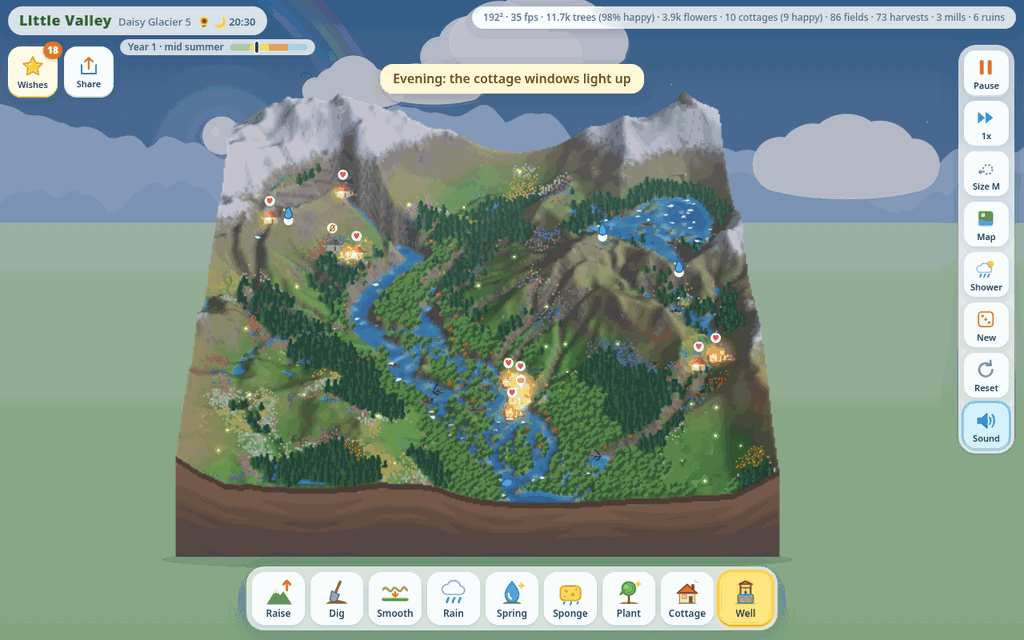 Little Valley Daisy Glacier 5 20:30
192² · 35 fps · 11.7k trees (98% happy) · 3.9k flowers · 10 cottages (9 happy) · 86 fields · 73 harvests · 3 mills · 6 ruins
Year 1 · mid summer
18
Wishes
Share
Evening: the cottage windows light up
Pause
1x
Size M
Map
Shower
New
Reset
Sound
Raise
Dig
Smooth
Rain
Spring
Sponge
Plant
Cottage
Well